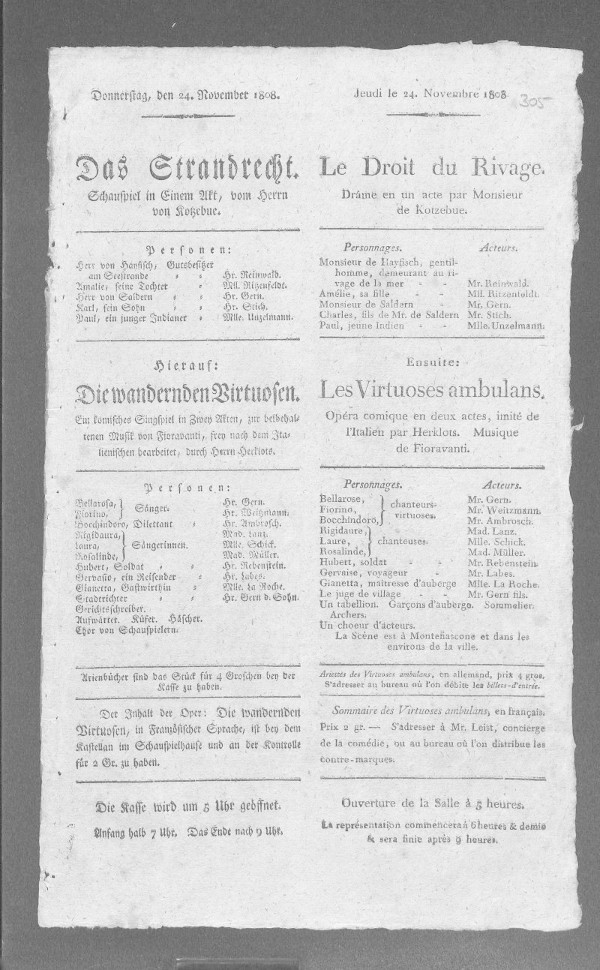 Donnerstag, den 24. November 1808.
Das Strandrecht.
Schauspiel in Einem Akt, vom Herrn
von Kotzebue.
Personen:
Herr von Hayfisch, Gutsbesitzer
am Seestrande " " Hr. Reinwald.
Amalie, seine Tochter " Mll. Ritzenfeldt.
Herr von Saldern " " Hr. Gern.
Karl, sein Sohn " " Hr. Stich.
Paul, ein junger Indianer " Mlle. Unzelmann.
Hierauf:
Die wandernden Virtuosen.
Ein komisches Singspiel in Zwey Akten, zur beibehal-
tenen Musik von Fioravanti, frey nach dem Ita-
lienischen bearbeitet, durch Herrn Herklots.
Personen:
Bellarosa, Hr. Gern.
Fiorino, Sänger. Hr. Weitzmann.
Bocchindoro, Dilettant " Hr. Ambrosch.
Rigidaura, Mad. Lanz.
Laura, Sängerinnen. Mlle. Schick.
Rosalinde, Mad. Müller.
Hubert, Soldat " " Hr. Rebenstein.
Gervasio, ein Reisender " Hr. Labes.
Gianetta, Gastwirthin " Mlle. La Roche.
Stadtrichter " " Hr. Gern d. Sohn.
Gerichtsschreiber.
Aufwärter. Küfer. Häscher.
Chor von Schauspielern.
Arienbücher sind das Stück für 4 Groschen bey der
Kasse zu haben.
Der Inhalt der Oper: Die wandernden
Virtuosen, in Französischer Sprache, ist bey dem
Kastellan im Schauspielhause und an der Kontrolle
für 2 Gr. zu haben.
Die Kasse wird um 5 Uhr geöffnet.
Anfang halb 7 Uhr. Das Ende nach 9 Uhr.
Jeudi le 24. Novembre 1808
305
Le Droit du Rivage.
Dráme en un acte par Monsieur
de Kotzebue.
Personnages. Acteurs.
Monsieur de Hayfisch, gentil-
homme, demeurant au ri-
vage de la mer - - Mr. Reinwald.
Amélie, sa fille - - Mll. Ritzenfeldt.
Monsieur de Saldern - Mr. Gern.
Charles, fils de Mr. de Saldern Mr. Stich.
Paul, jeune Indien - - Mlle. Unzelmann.
Ensuite:
Les Virtuoses ambulans.
Opéra comique en deux actes, imité de
l'Italien par Herklots. Musique
de Fioravanti.
Personnages. Acteurs.
Bellarose, Mr. Gern.
Fiorino, chanteurs- Mr. Weitzmann.
Bocchindoro, virtuoses. Mr. Ambrosch.
Rigidaure, Mad. Lanz.
Laure, chanteuses. Mlle. Schick.
Rosalinde, Mad. Müller.
Hubert, soldat - - Mr. Rebenstein.
Gervaise, voyageur - Mr. Labes.
Gianetta, maitresse d'auberge Mlle. La Roche.
Le juge de village - - Mr. Gern fils.
Un tabellion. Garçons d'auberge. Sommelier.
Archers.
Un choeur d'acteurs.
La Scène est à Montefiascone et dans les
environs de la ville.
Ariettes des Virtuoses ambulans, en allemand, prix 4 gros.
S'adresser au bureau où l'on débite les billets-d'entrée.
Sommaire des Virtuoses ambulans, en français.
Prix 2 gr. — S'adresser à Mr. Leist, concierge
de la comédie, ou au bureau où l'on distribue les
contre-marques.
Ouverture de la Salle à 5 heures.
La représentation commencera à 6 heures & demie
& sera finie après 9 heures.